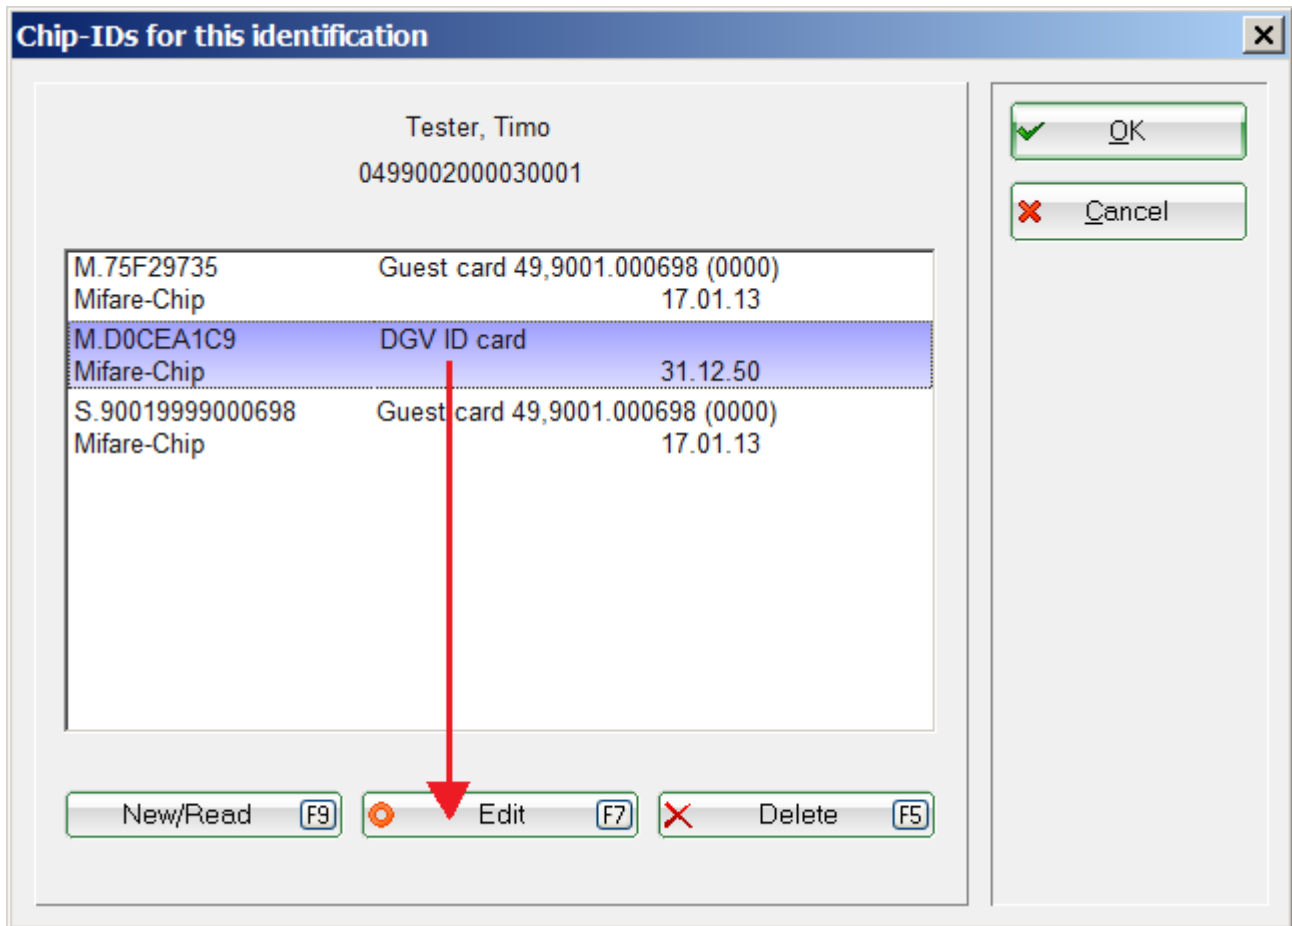 Chip-IDs for this identification
Tester, Timo
0499002000030001
OK
Cancel
M.75F29735 Guest card 49,9001.000698 (0000)
Mifare-Chip 17.01.13
M.D0CEA1C9 DGV ID card
Mifare-Chip 31.12.50
S.90019999000698 Guest card 49,9001.000698 (0000)
Mifare-Chip 17.01.13
New/Read F9 Edit F7 Delete F5